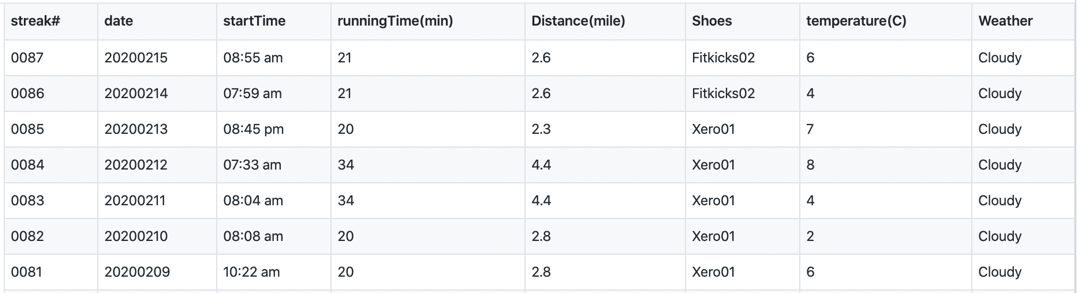 streak# date startTime runningTime(min) Distance(mile) Shoes temperature(C) Weather
0087 20200215 08:55 am 21 2.6 Fitkicks02 6 Cloudy
0086 20200214 07:59 am 21 2.6 Fitkicks02 4 Cloudy
0085 20200213 08:45 pm 20 2.3 Xero01 7 Cloudy
0084 20200212 07:33 am 34 4.4 Xero01 8 Cloudy
0083 20200211 08:04 am 34 4.4 Xero01 4 Cloudy
0082 20200210 08:08 am 20 2.8 Xero01 2 Cloudy
0081 20200209 10:22 am 20 2.8 Xero01 6 Cloudy